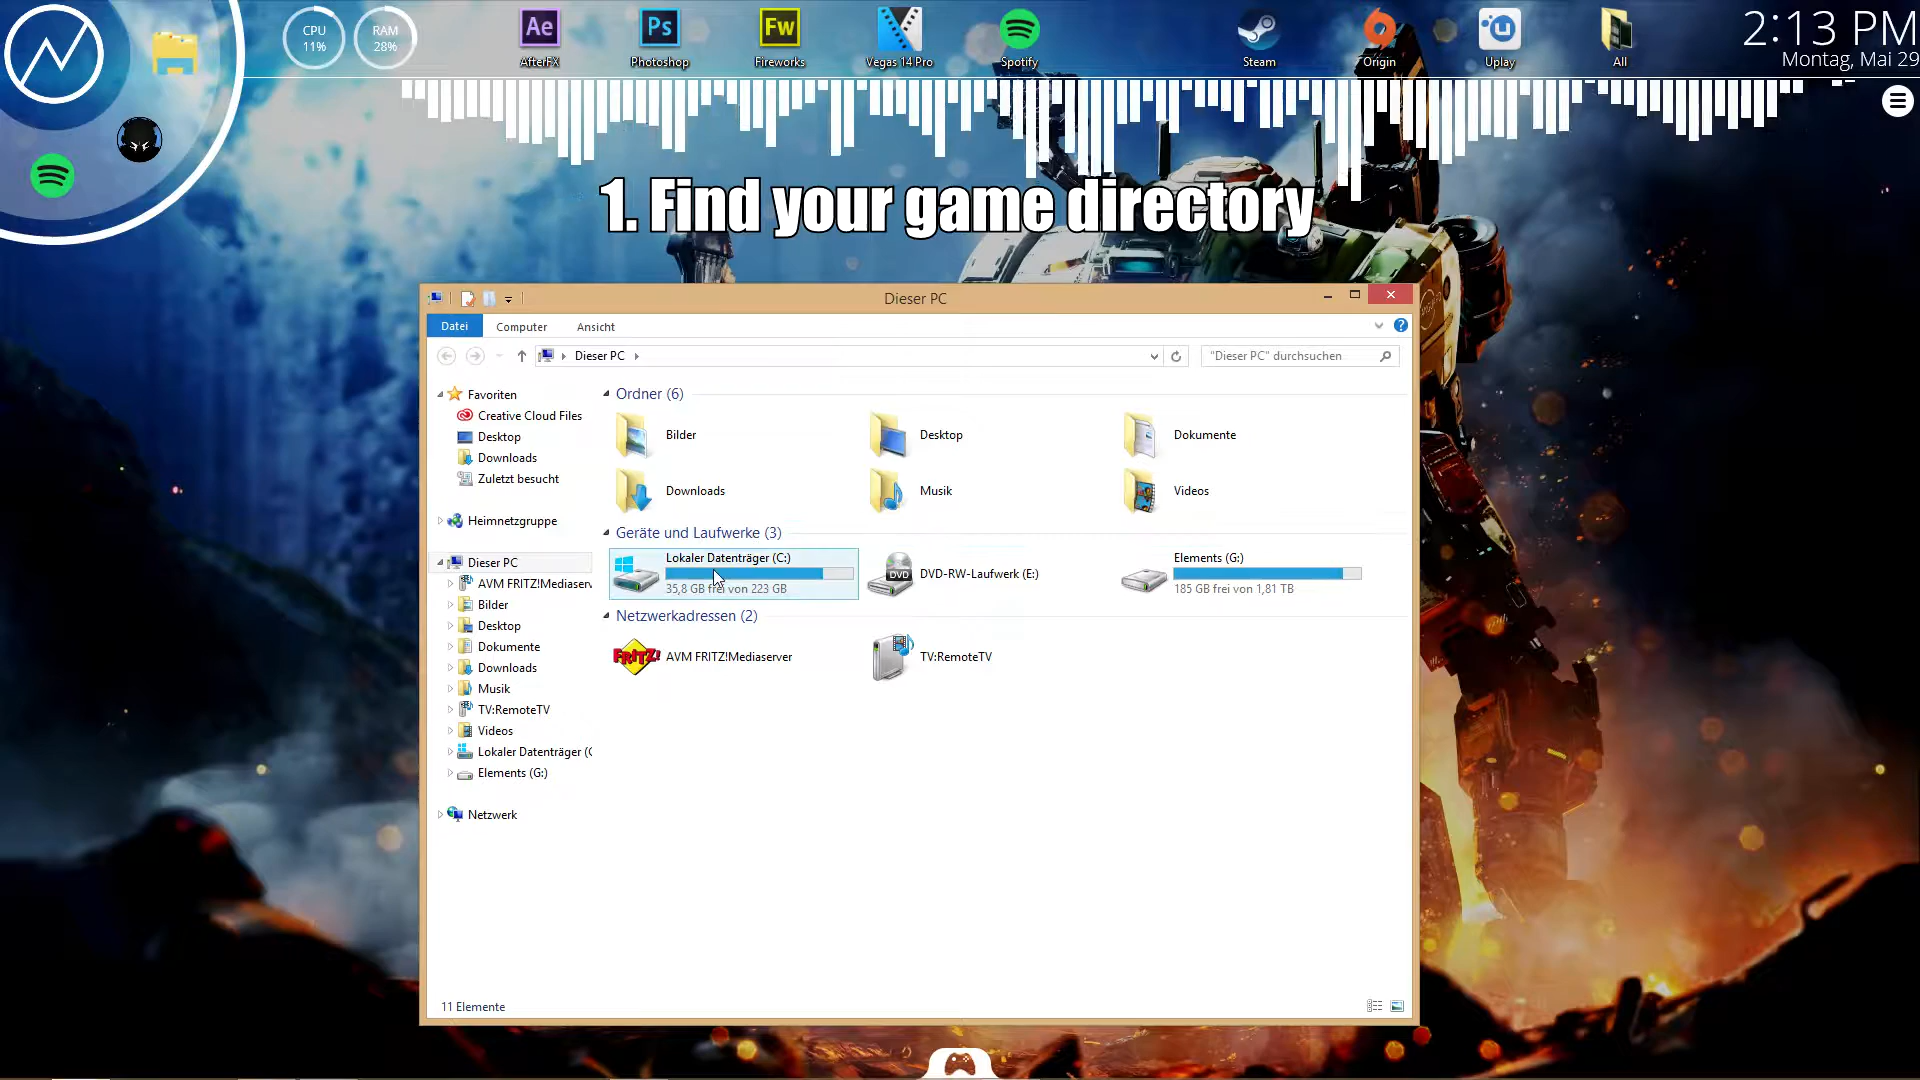 CPU
11%
RAM
28%
Ae
AfterFX
Ps
Photoshop
Fw
Fireworks
Vegas 14 Pro
Spotify
Steam
Origin
Uplay
All
2:13 PM
Montag, Mai 29
1. Find your game directory
Dieser PC
Datei
Computer
Ansicht
Dieser PC
"Dieser PC" durchsuchen
Favoriten
Creative Cloud Files
Desktop
Downloads
Zuletzt besucht
Heimnetzgruppe
Dieser PC
AVM FRITZ!Mediaserv
Bilder
Desktop
Dokumente
Downloads
Musik
TV:RemoteTV
Videos
Lokaler Datenträger (C
Elements (G:)
Netzwerk
Ordner (6)
Bilder
Desktop
Dokumente
Downloads
Musik
Videos
Geräte und Laufwerke (3)
Lokaler Datenträger (C:)
35,8 GB frei von 223 GB
DVD
DVD-RW-Laufwerk (E:)
Elements (G:)
185 GB frei von 1,81 TB
Netzwerkadressen (2)
FRITZ!
AVM FRITZ!Mediaserver
TV:RemoteTV
11 Elemente